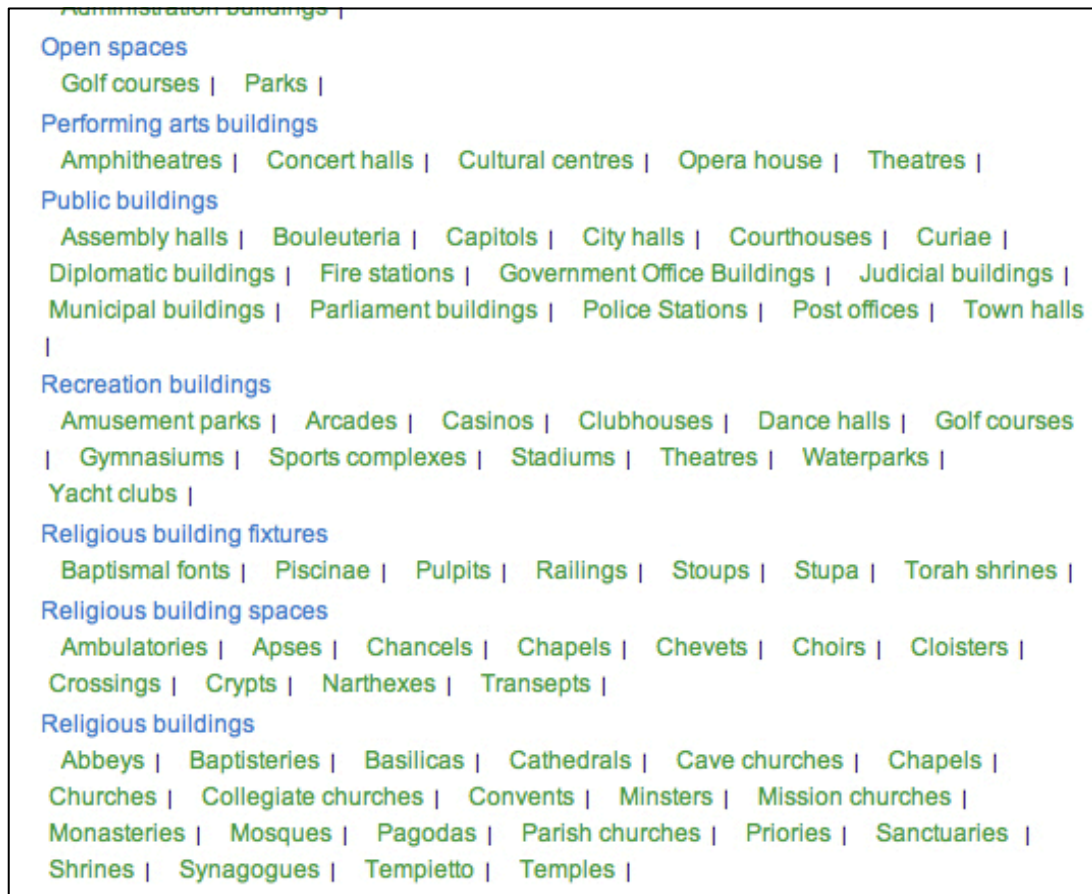 Administration buildings |
Open spaces
Golf courses | Parks |
Performing arts buildings
Amphitheatres | Concert halls | Cultural centres | Opera house | Theatres |
Public buildings
Assembly halls | Bouleuteria | Capitols | City halls | Courthouses | Curiae |
Diplomatic buildings | Fire stations | Government Office Buildings | Judicial buildings |
Municipal buildings | Parliament buildings | Police Stations | Post offices | Town halls
|
Recreation buildings
Amusement parks | Arcades | Casinos | Clubhouses | Dance halls | Golf courses
| Gymnasiums | Sports complexes | Stadiums | Theatres | Waterparks |
Yacht clubs |
Religious building fixtures
Baptismal fonts | Piscinae | Pulpits | Railings | Stoups | Stupa | Torah shrines |
Religious building spaces
Ambulatories | Apses | Chancels | Chapels | Chevets | Choirs | Cloisters |
Crossings | Crypts | Narthexes | Transepts |
Religious buildings
Abbeys | Baptisteries | Basilicas | Cathedrals | Cave churches | Chapels |
Churches | Collegiate churches | Convents | Minsters | Mission churches |
Monasteries | Mosques | Pagodas | Parish churches | Priories | Sanctuaries |
Shrines | Synagogues | Tempietto | Temples |